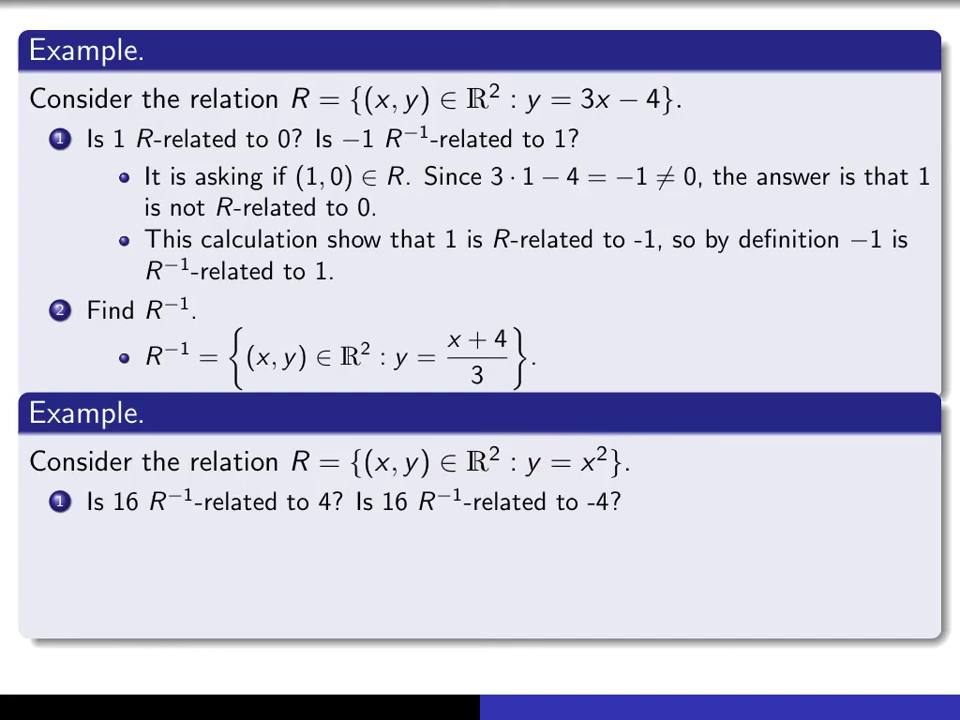 Example.
Consider the relation R = {(x, y) ∈ ℝ² : y = 3x − 4}.
1 Is 1 R-related to 0? Is −1 R⁻¹-related to 1?
• It is asking if (1, 0) ∈ R. Since 3 · 1 − 4 = −1 ≠ 0, the answer is that 1
is not R-related to 0.
• This calculation show that 1 is R-related to -1, so by definition −1 is
R⁻¹-related to 1.
2 Find R⁻¹.
• R⁻¹ = {(x, y) ∈ ℝ² : y = (x + 4)/3}.
Example.
Consider the relation R = {(x, y) ∈ ℝ² : y = x²}.
1 Is 16 R⁻¹-related to 4? Is 16 R⁻¹-related to -4?